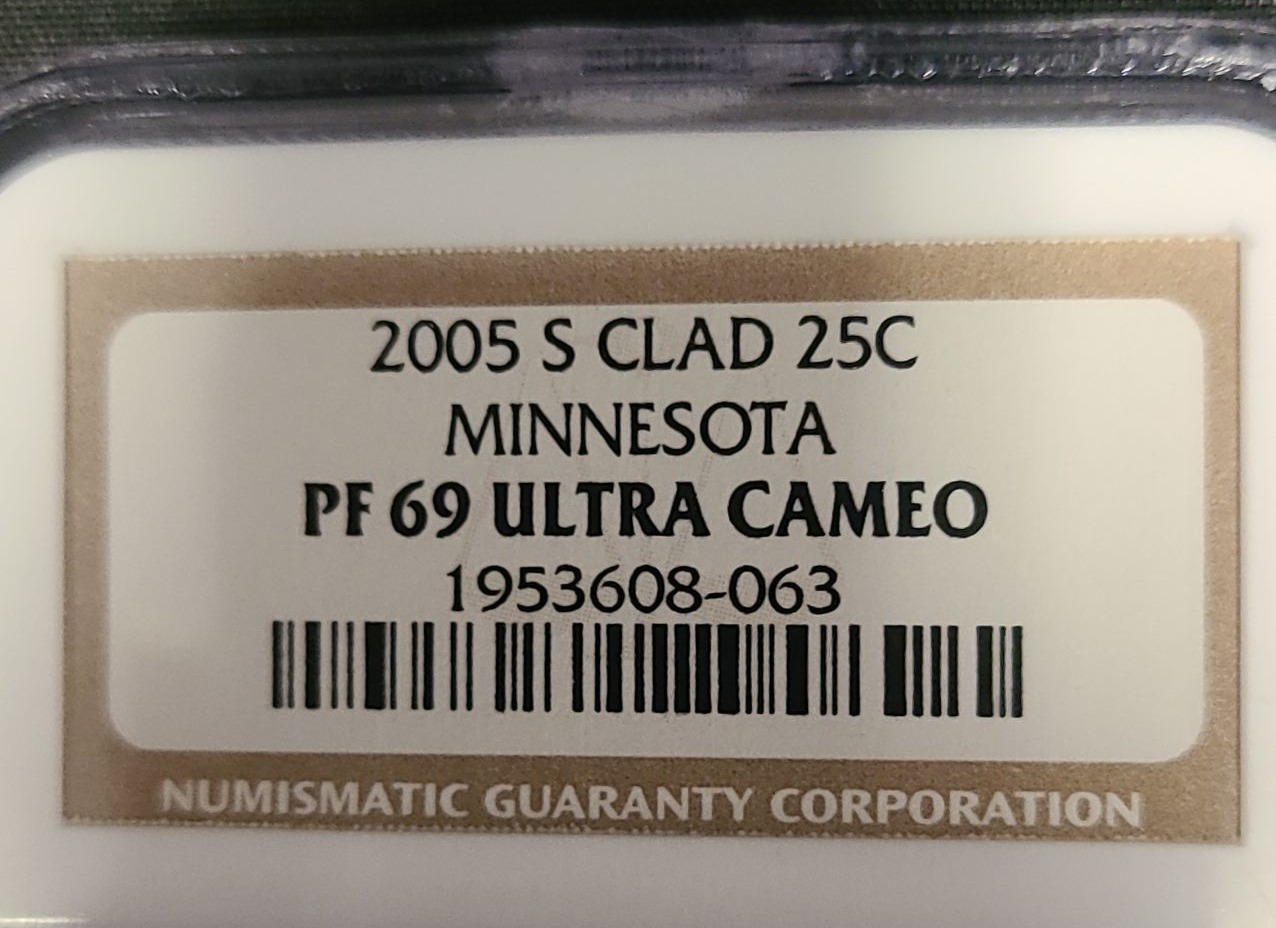 2005 S CLAD 25C
MINNESOTA
PF 69 ULTRA CAMEO
1953608-063
NUMISMATIC GUARANTY CORPORATION